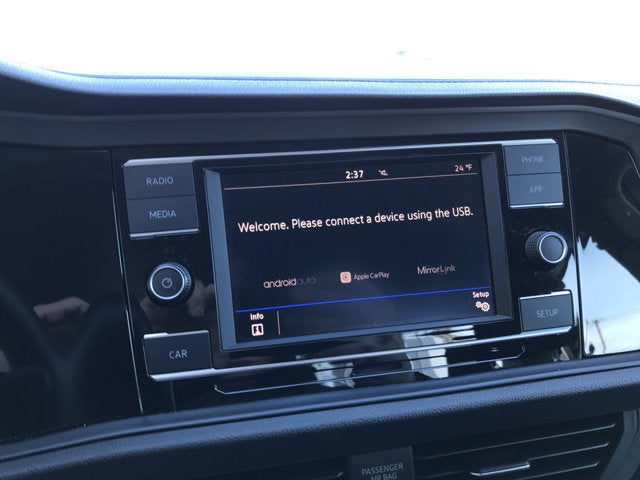 2:37 24 °F
RADIO
MEDIA
PHONE
APP
Welcome. Please connect a device using the USB.
androidauto Apple CarPlay MirrorLink
Info
Setup
CAR
SETUP
PASSENGER
AIR BAG